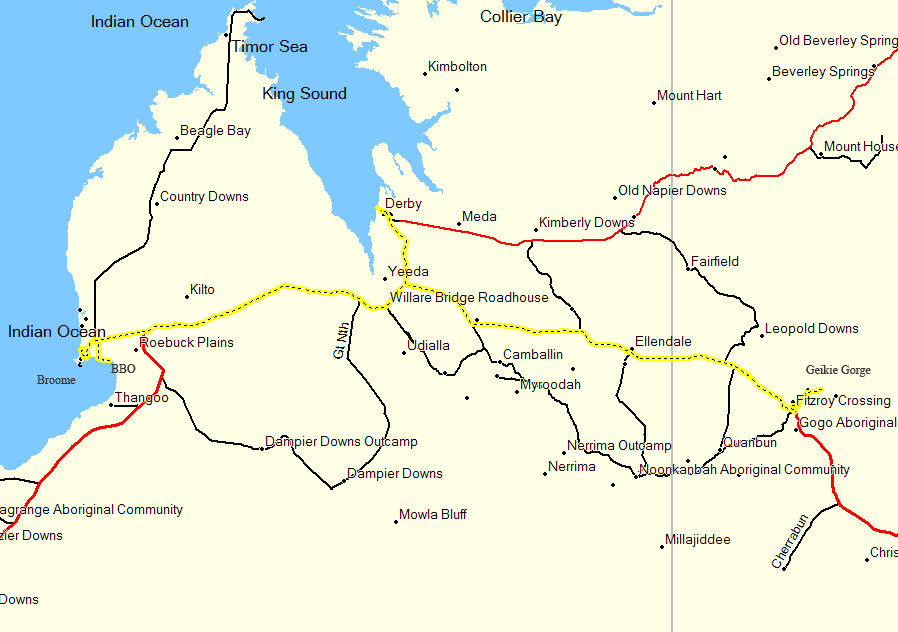 Indian Ocean
Collier Bay
Timor Sea
Old Beverley Spring
Kimbolton
Beverley Springs
King Sound
Mount Hart
Beagle Bay
Mount House
Old Napier Downs
Country Downs
Derby
Meda
Kimberly Downs
Fairfield
Yeeda
Kilto
Willare Bridge Roadhouse
Indian Ocean
Leopold Downs
Gt Nth
Roebuck Plains
Udialla
Ellendale
Camballin
BBO
Geikie Gorge
Broome
Myroodah
Thangoo
Fitzroy Crossing
Gogo Aboriginal
Dampier Downs Outcamp
Nerrima Outcamp
Quanbun
Nerrima
Noonkanbah Aboriginal Community
Dampier Downs
agrange Aboriginal Community
Mowla Bluff
zier Downs
Millajiddee
Cherrabun
Chris
Downs